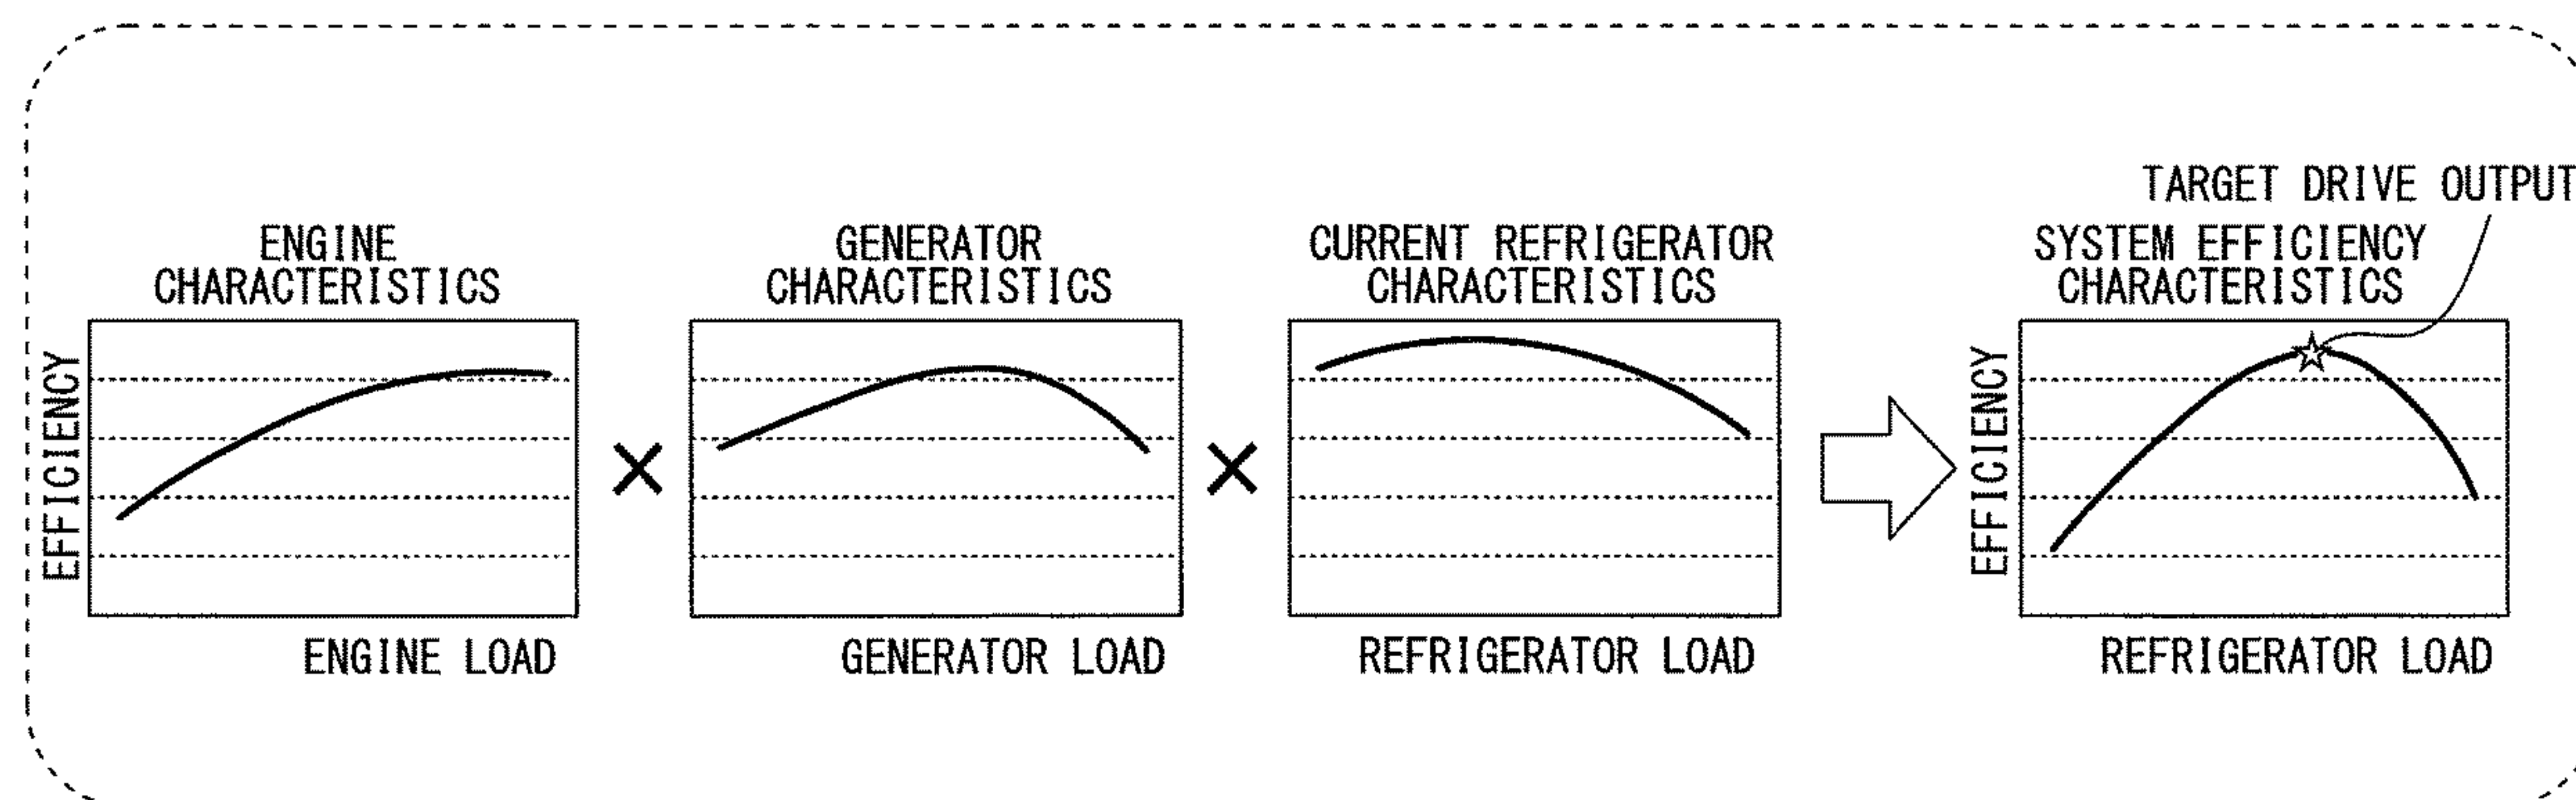 TARGET DRIVE OUTPUT
ENGINE
CHARACTERISTICS
GENERATOR
CHARACTERISTICS
CURRENT REFRIGERATOR
CHARACTERISTICS
SYSTEM EFFICIENCY
CHARACTERISTICS
EFFICIENCY
×
×
EFFICIENCY
ENGINE LOAD
GENERATOR LOAD
REFRIGERATOR LOAD
REFRIGERATOR LOAD